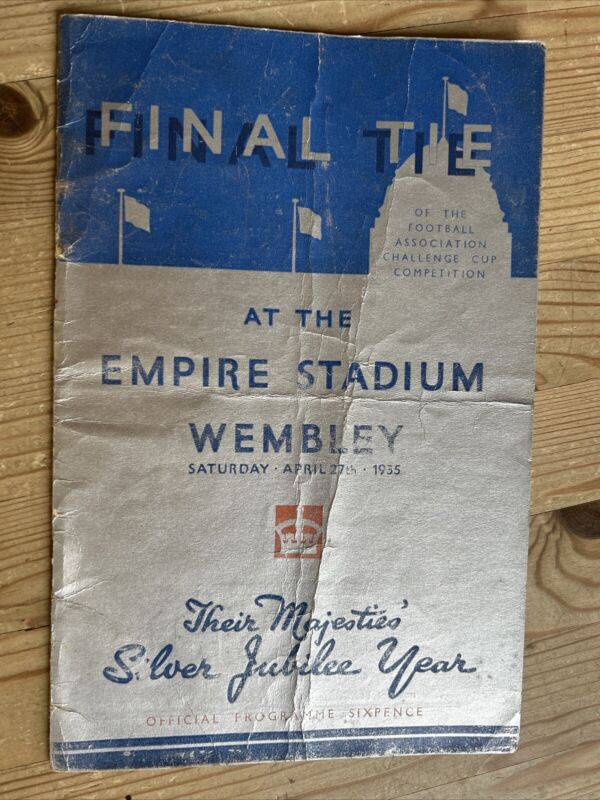 FINAL TIE
OF THE
FOOTBALL
ASSOCIATION
CHALLENGE CUP
COMPETITION
AT THE
EMPIRE STADIUM
WEMBLEY
SATURDAY · APRIL 27th · 1935
Their Majesties'
Silver Jubilee Year
OFFICIAL PROGRAMME SIXPENCE